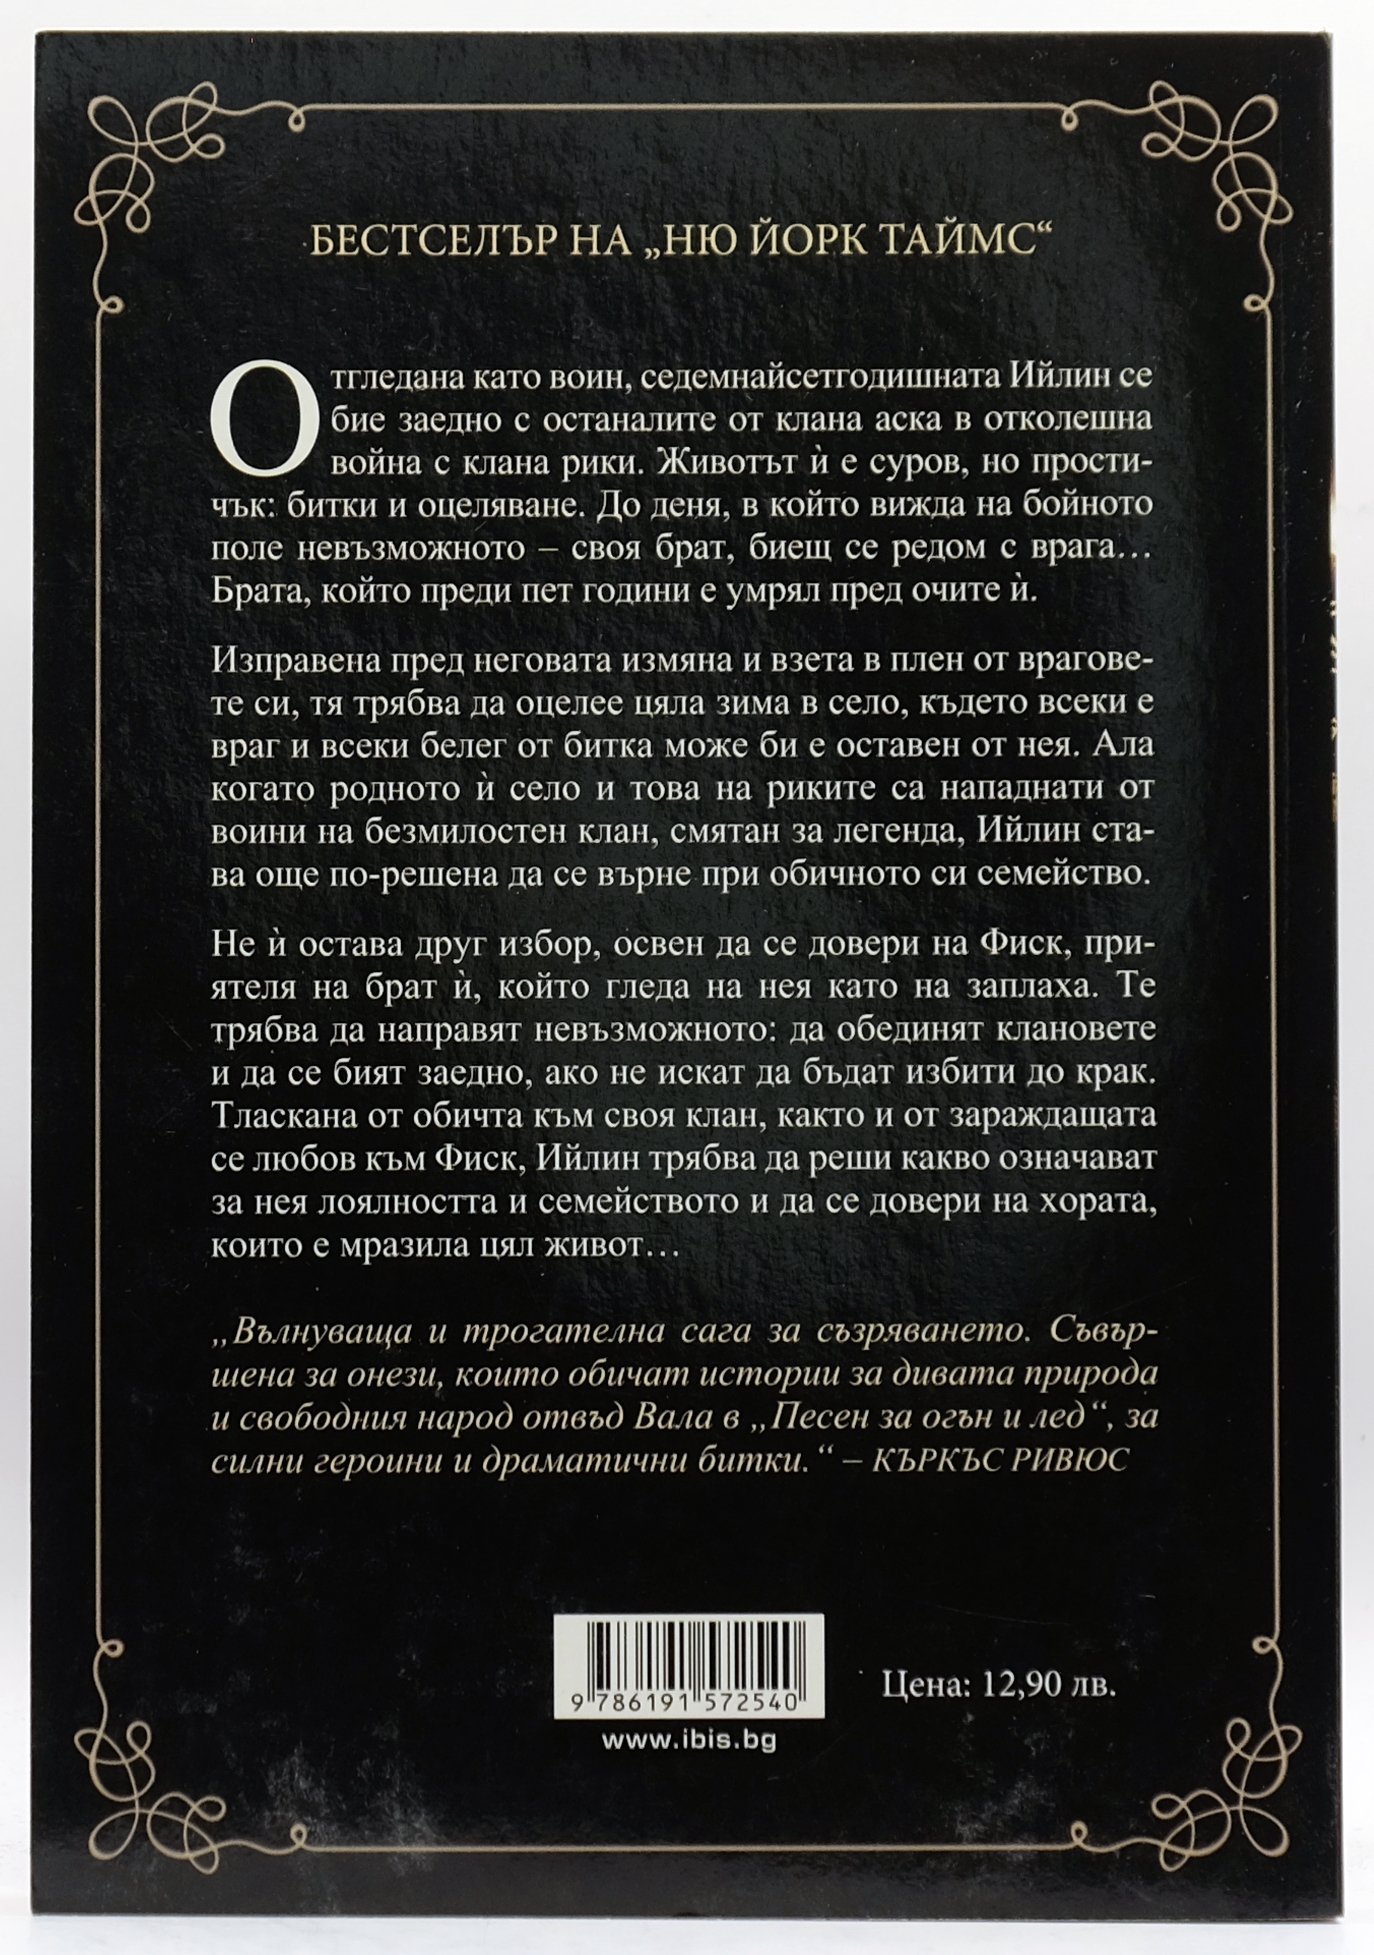 БЕСТСЕЛЪР НА „НЮ ЙОРК ТАЙМС“
Отгледана като воин, седемнайсетгодишната Ийлин се
бие заедно с останалите от клана аска в отколешна
война с клана рики. Животът ѝ е суров, но прости-
чък: битки и оцеляване. До деня, в който вижда на бойното
поле невъзможното – своя брат, биещ се редом с врага...
Брата, който преди пет години е умрял пред очите ѝ.
Изправена пред неговата измяна и взета в плен от врагове-
те си, тя трябва да оцелее цяла зима в село, където всеки е
враг и всеки белег от битка може би е оставен от нея. Ала
когато родното ѝ село и това на риките са нападнати от
воини на безмилостен клан, смятан за легенда, Ийлин ста-
ва още по-решена да се върне при обичното си семейство.
Не ѝ остава друг избор, освен да се довери на Фиск, при-
ятеля на брат ѝ, който гледа на нея като на заплаха. Те
трябва да направят невъзможното: да обединят клановете
и да се бият заедно, ако не искат да бъдат избити до крак.
Тласкана от обичта към своя клан, както и от зараждащата
се любов към Фиск, Ийлин трябва да реши какво означават
за нея лоялността и семейството и да се довери на хората,
които е мразила цял живот...
„Вълнуваща и трогателна сага за съзряването. Съвър-
шена за онези, които обичат истории за дивата природа
и свободния народ отвъд Вала в „Песен за огън и лед“, за
силни героини и драматични битки.“ – КЪРКЪС РИВЮС
9 786191 572540
Цена: 12,90 лв.
www.ibis.bg